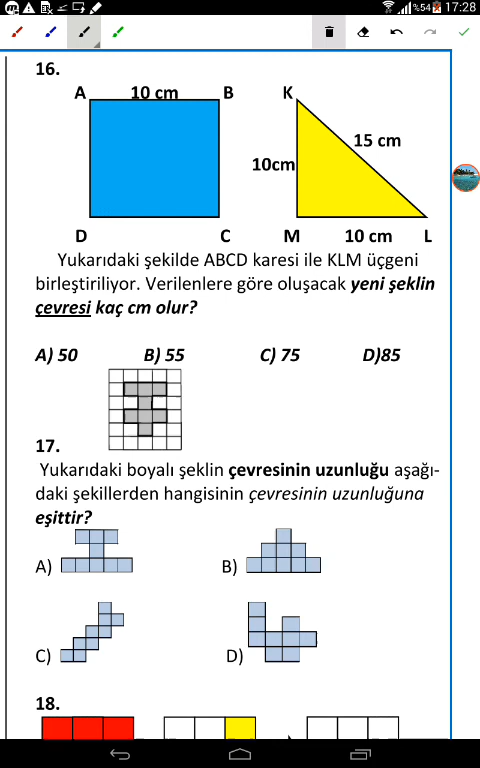 %54 17:28
16.
A 10 cm B K
15 cm
10cm
D C M 10 cm L
Yukarıdaki şekilde ABCD karesi ile KLM üçgeni
birleştiriliyor. Verilenlere göre oluşacak yeni şeklin
çevresi kaç cm olur?
A) 50 B) 55 C) 75 D)85
17.
Yukarıdaki boyalı şeklin çevresinin uzunluğu aşağı-
daki şekillerden hangisinin çevresinin uzunluğuna
eşittir?
A) B)
C) D)
18.